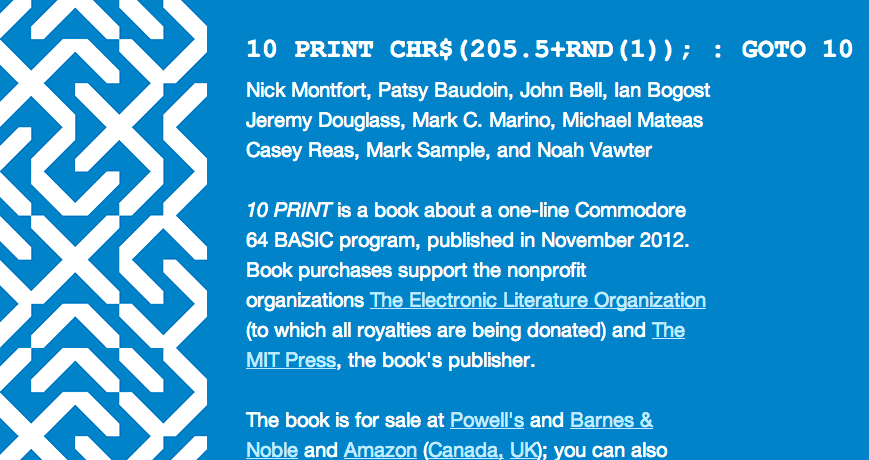 10 PRINT CHR$(205.5+RND(1)); : GOTO 10
Nick Montfort, Patsy Baudoin, John Bell, Ian Bogost
Jeremy Douglass, Mark C. Marino, Michael Mateas
Casey Reas, Mark Sample, and Noah Vawter
10 PRINT is a book about a one-line Commodore
64 BASIC program, published in November 2012.
Book purchases support the nonprofit
organizations The Electronic Literature Organization
(to which all royalties are being donated) and The
MIT Press, the book's publisher.
The book is for sale at Powell's and Barnes &
Noble and Amazon (Canada, UK); you can also